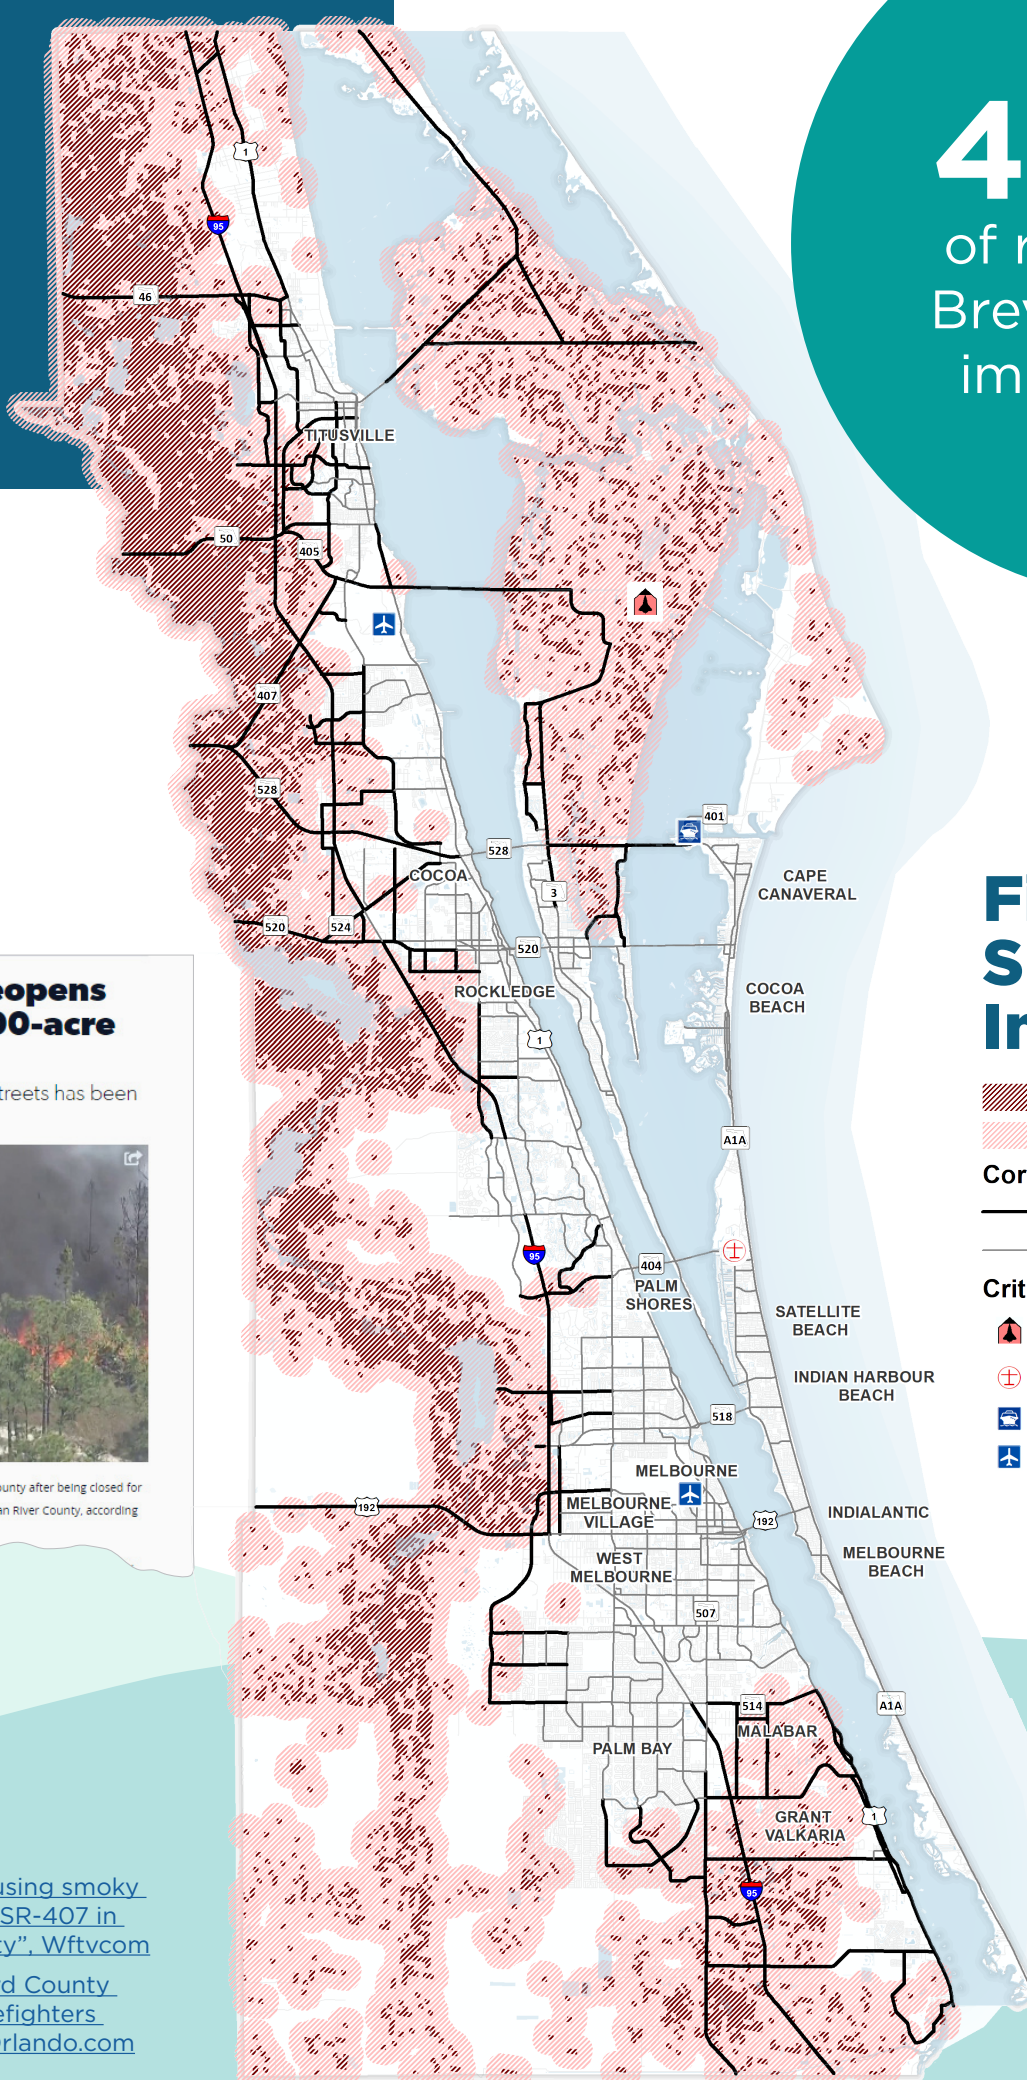 4
of r
Brev
im
1
95
46
TITUSVILLE
50
405
407
528
401
528
COCOA
3
CAPE
CANAVERAL
520
524
520
ROCKLEDGE
COCOA
BEACH
1
A1A
95
404
PALM
SHORES
SATELLITE
BEACH
INDIAN HARBOUR
BEACH
518
MELBOURNE
192
MELBOURNE
VILLAGE
192
INDIALANTIC
WEST
MELBOURNE
MELBOURNE
BEACH
507
514
A1A
MALABAR
PALM BAY
GRANT
VALKARIA
1
95
eopens
00-acre
treets has been
ounty after being closed for
an River County, according
using smoky
SR-407 in
ty”, Wftvcom
rd County
efighters
rlando.com
Fi
S
In
Cor
Crit